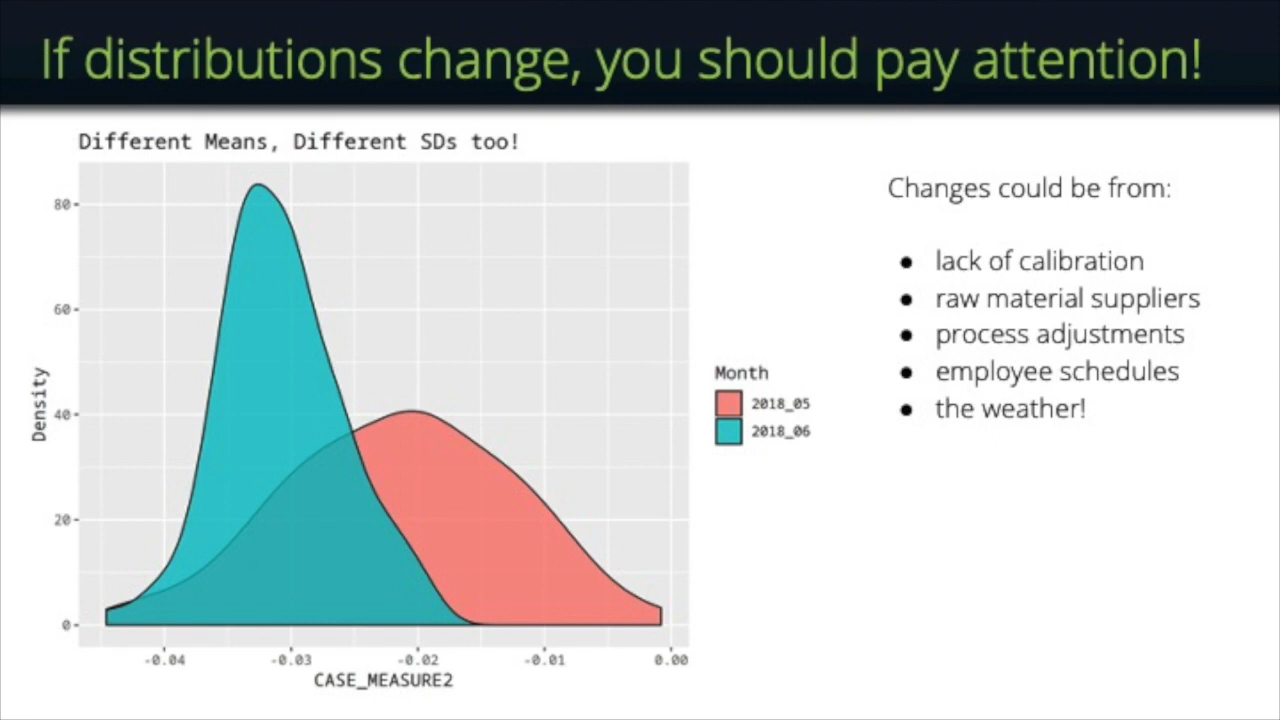 If distributions change, you should pay attention!
Different Means, Different SDs too!
80
60
40
20
0
Density
-0.04
-0.03
-0.02
-0.01
0.00
CASE_MEASURE2
Month
2018_05
2018_06
Changes could be from:
● lack of calibration
● raw material suppliers
● process adjustments
● employee schedules
● the weather!